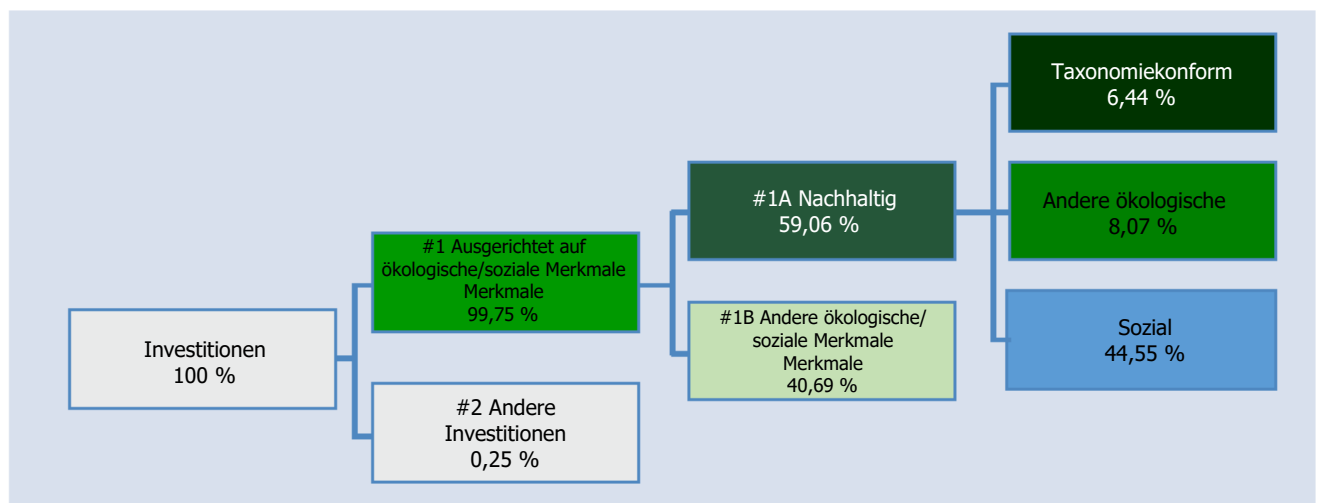 Investitionen
100 %
#1 Ausgerichtet auf
ökologische/soziale Merkmale
Merkmale
99,75 %
#2 Andere
Investitionen
0,25 %
#1A Nachhaltig
59,06 %
#1B Andere ökologische/
soziale Merkmale
Merkmale
40,69 %
Taxonomiekonform
6,44 %
Andere ökologische
8,07 %
Sozial
44,55 %